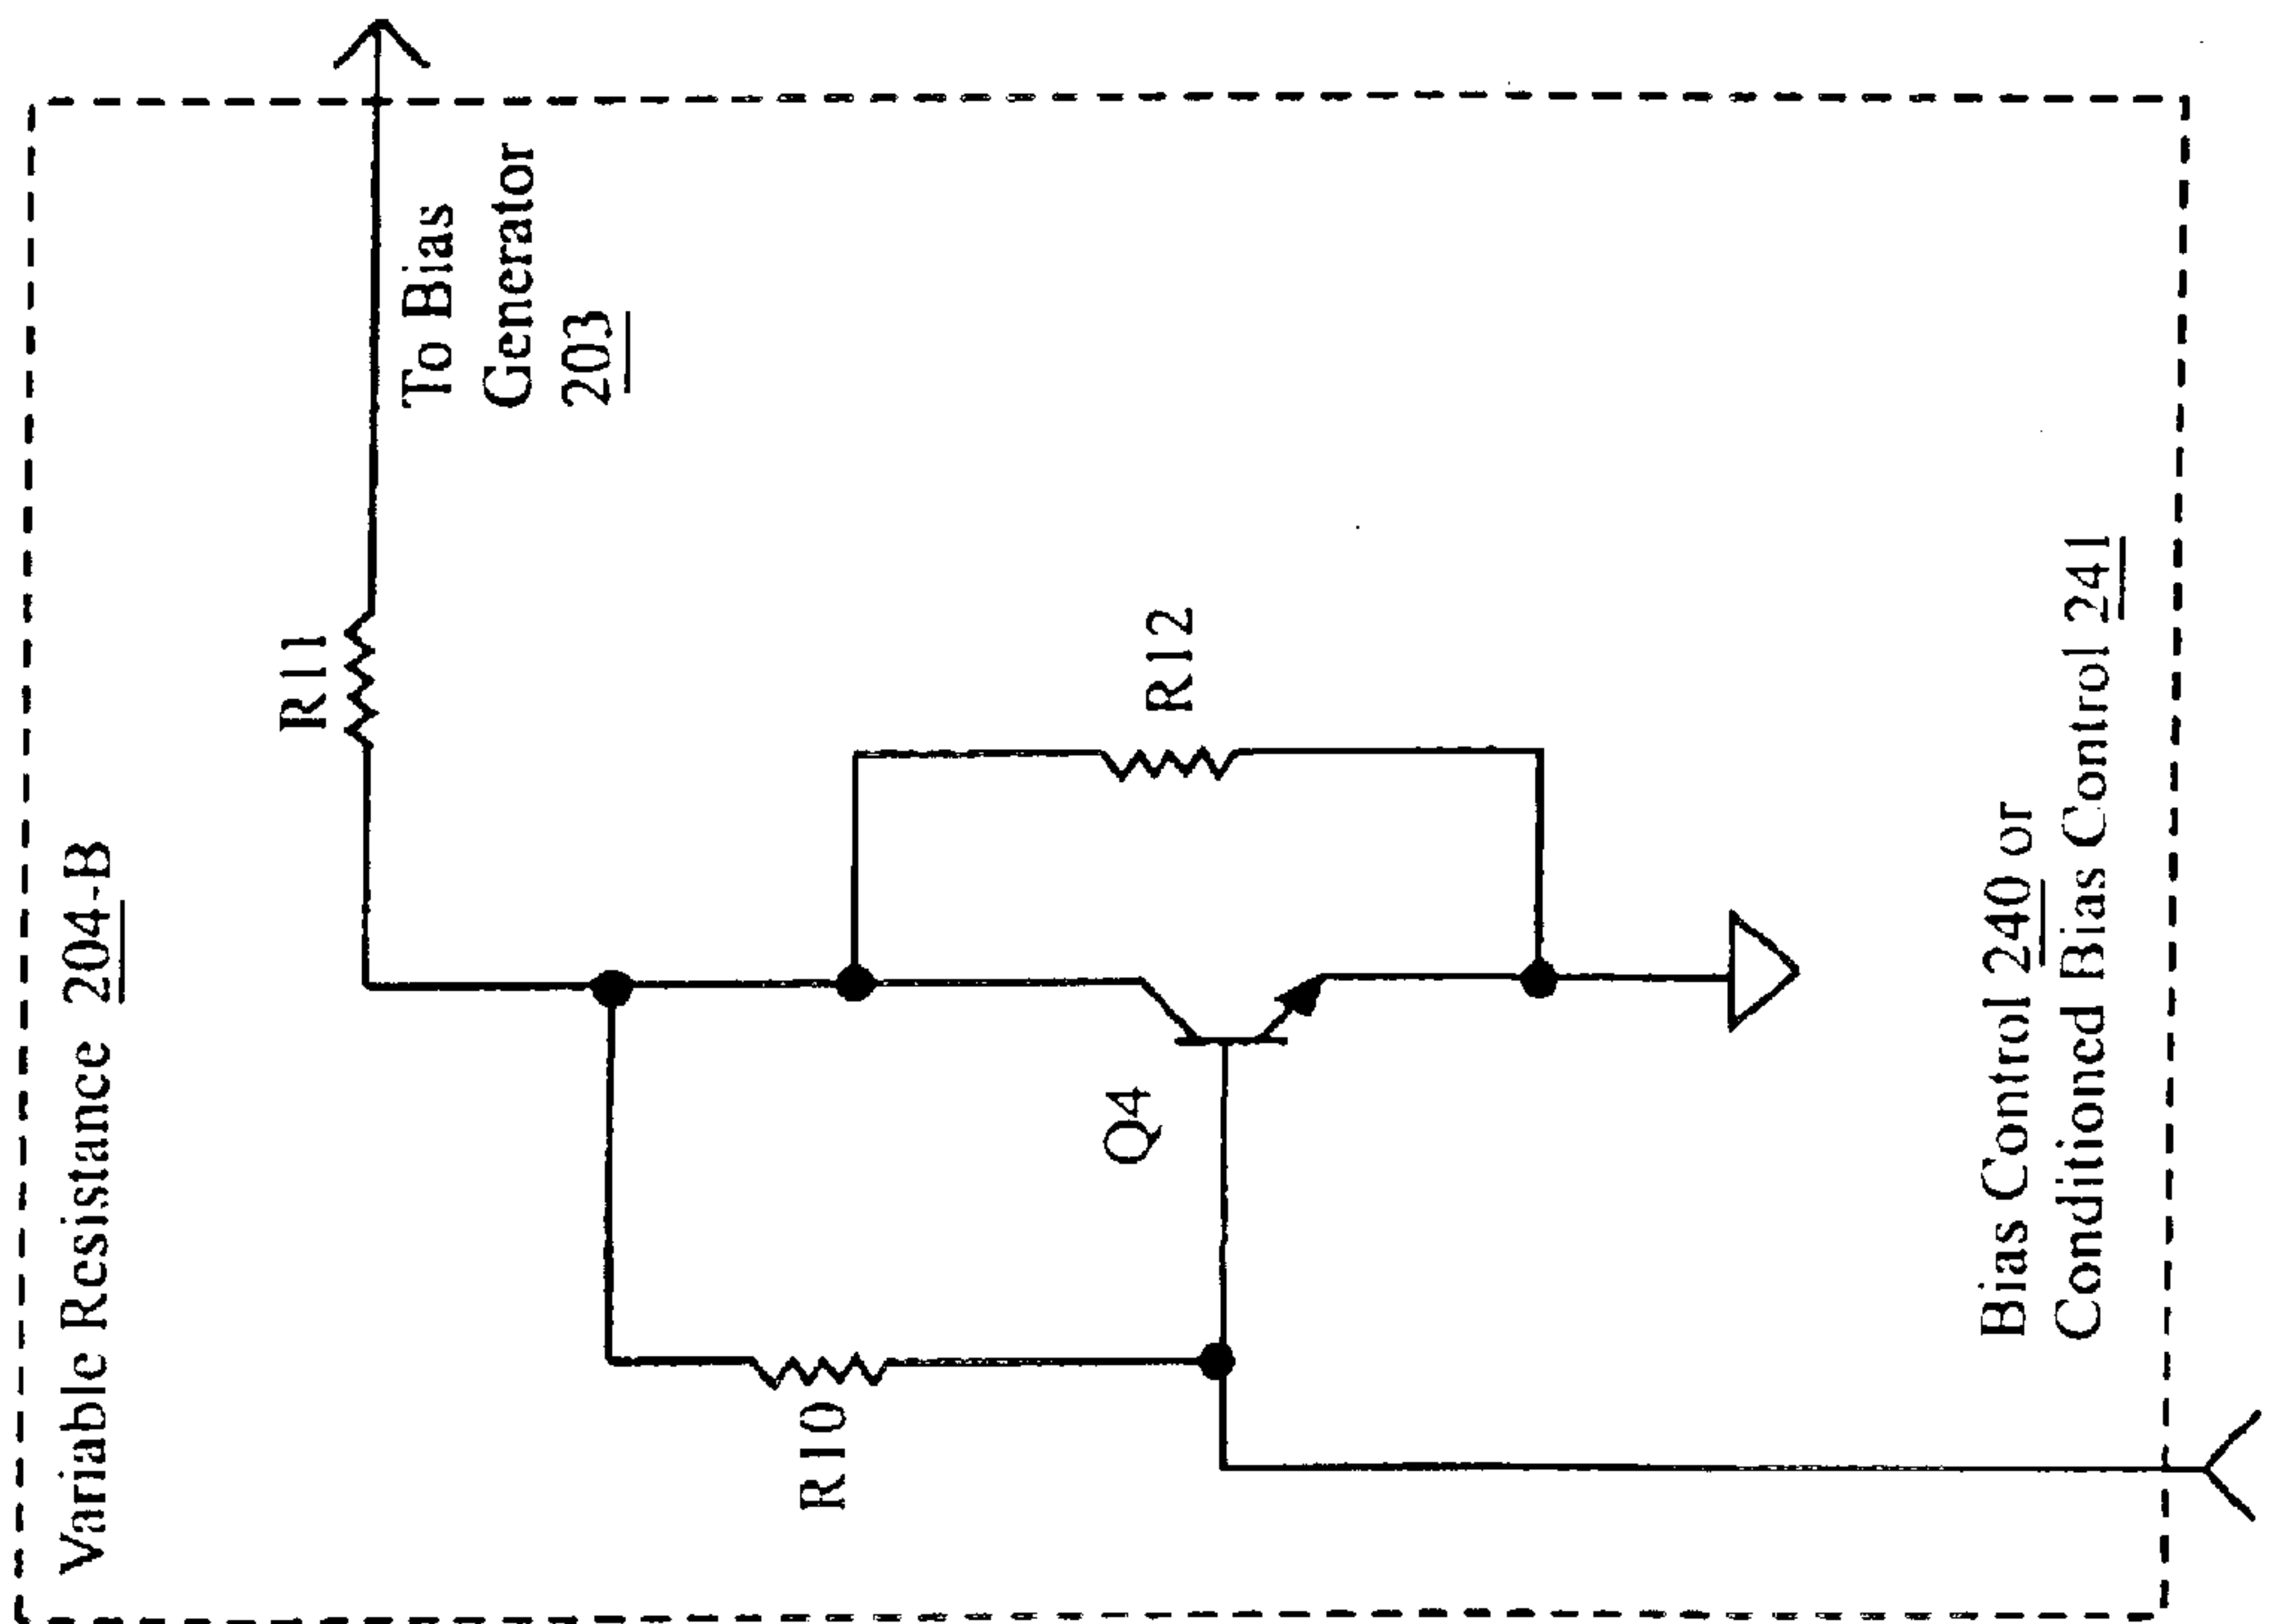 Variable Resistance 204-B
R11
To Bias
Generator
203
R10
Q4
R12
Bias Control 240 or
Conditioned Bias Control 241